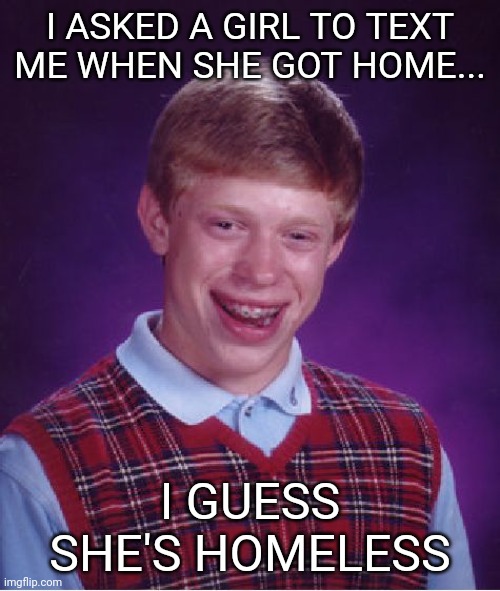 I ASKED A GIRL TO TEXT
ME WHEN SHE GOT HOME...
I GUESS
SHE'S HOMELESS
imgflip.com